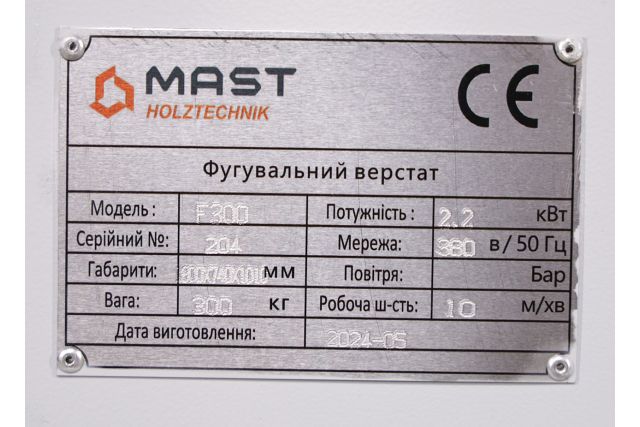 MAST
HOLZTECHNIK
CE
Фугувальний верстат
Модель: F300 Потужність: 2.2 кВт
Серійний №: 204 Мережа: 380 в/50 Гц
Габарити: мм Повітря: Бар
Вага: 300 кг Робоча ш-сть: 10 м/хв
Дата виготовлення: 2024-05